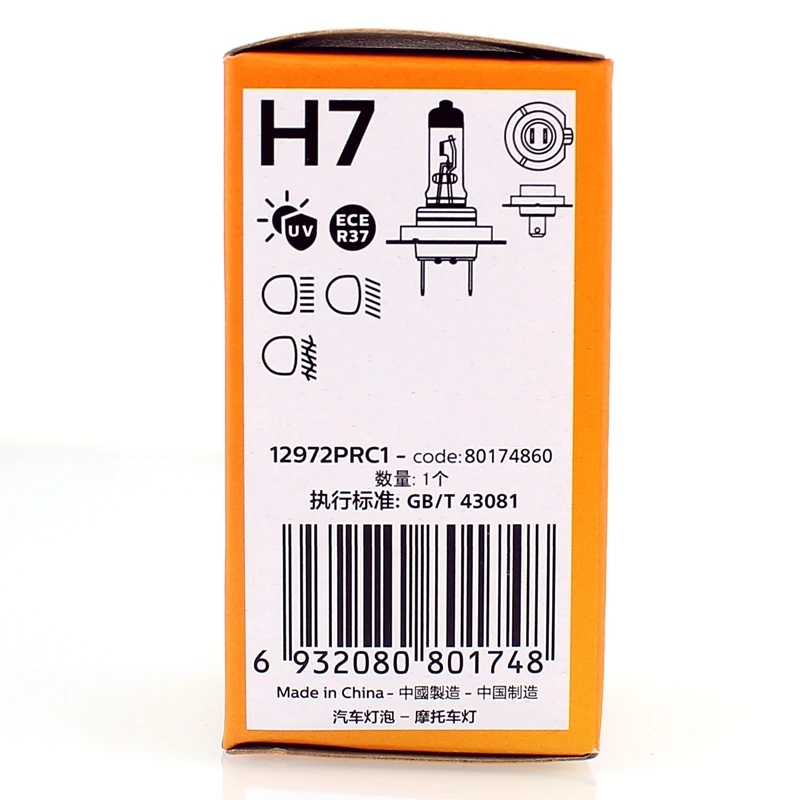 H7
UV
ECE
R37
12972PRC1 - code:80174860
数量: 1个
执行标准: GB/T 43081
6 932080 801748
Made in China - 中國製造 - 中国制造
汽车灯泡 - 摩托车灯